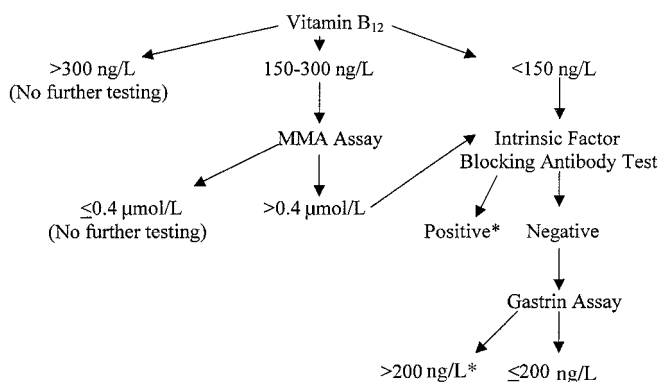 Vitamin B12
>300 ng/L 150-300 ng/L <150 ng/L
(No further testing)
MMA Assay Intrinsic Factor
Blocking Antibody Test
≤0.4 μmol/L >0.4 μmol/L
(No further testing) Positive* Negative
Gastrin Assay
>200 ng/L* ≤200 ng/L